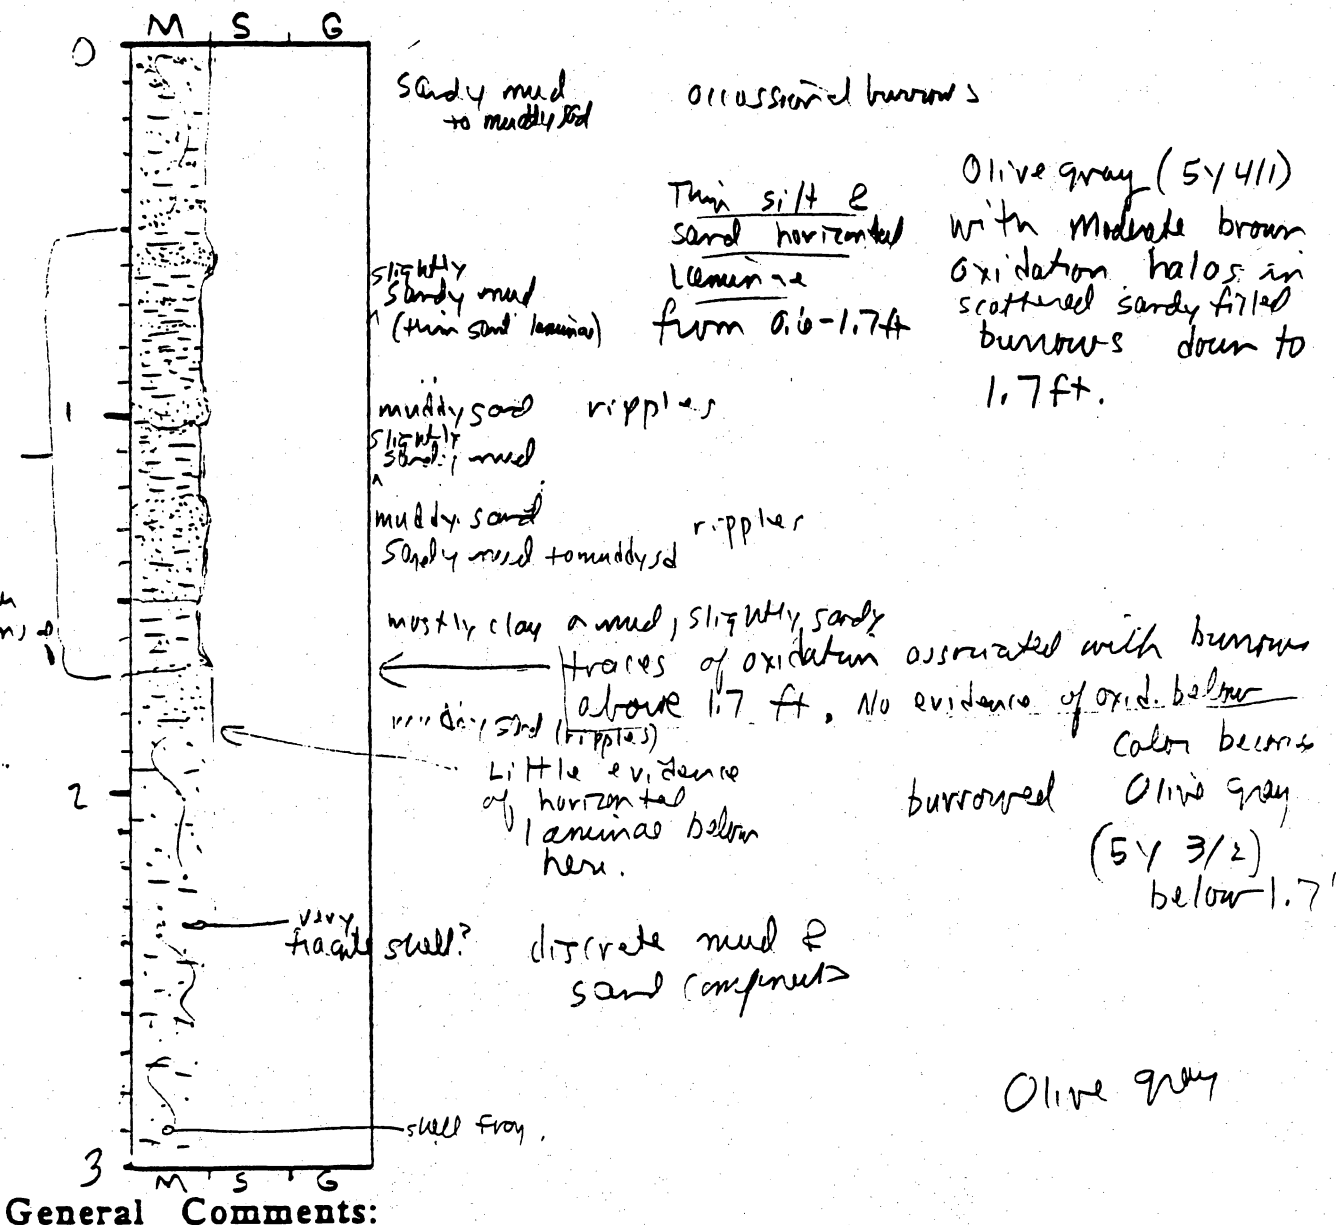 M S G
0
sandy mud
to muddy sd
occassional burrows
Thin silt &
sand horizontal
laminae
from 0.6-1.7ft
Olive gray (5Y 4/1)
with moderate brown
oxidation halos in
scattered sandy filled
burrows down to
1.7 ft.
slightly
sandy mud
^
(thin sand laminae)
1
muddy sand ripples
slightly
sandy mud
^
muddy sand
ripples
sandy mud to muddy sd
mostly clay mud, slightly sandy
traces of oxidation associated with burrows
above 1.7 ft. No evidence of oxid. below
muddy sand (ripples)
Little evidence
of horizontal
laminae below
here.
2
burrowed
Color becomes
Olive gray
(5Y 3/2)
below 1.7'
very
fragile shell?
discrete mud &
sand components
Olive gray
shell frag.
3
M S G
General Comments: